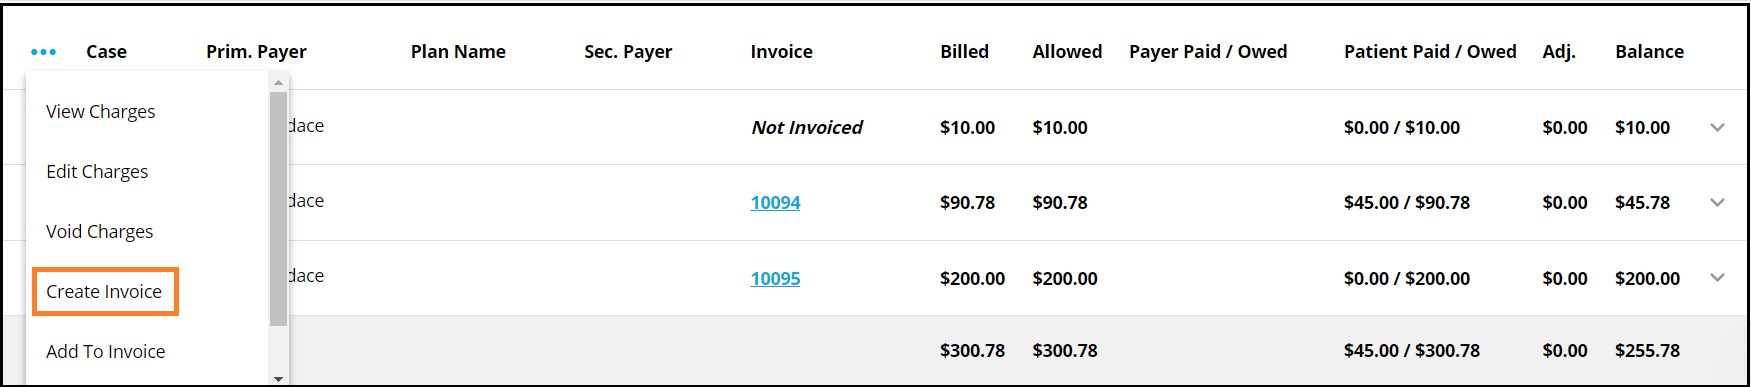 Case Prim. Payer Plan Name Sec. Payer Invoice Billed Allowed Payer Paid / Owed Patient Paid / Owed Adj. Balance
View Charges
Edit Charges
Void Charges
Create Invoice
Add To Invoice
dace Not Invoiced $10.00 $10.00 $0.00 / $10.00 $0.00 $10.00
dace 10094 $90.78 $90.78 $45.00 / $90.78 $0.00 $45.78
dace 10095 $200.00 $200.00 $0.00 / $200.00 $0.00 $200.00
$300.78 $300.78 $45.00 / $300.78 $0.00 $255.78